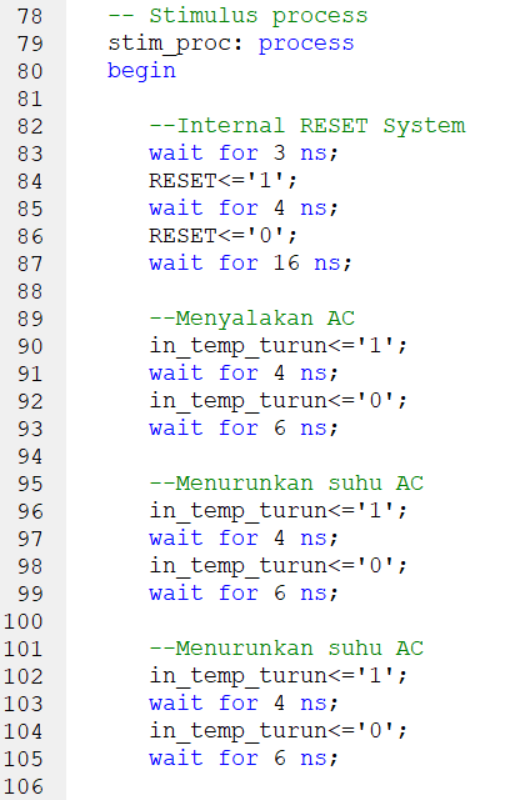 78 -- Stimulus process
79 stim_proc: process
80 begin
81
82 --Internal RESET System
83 wait for 3 ns;
84 RESET<='1';
85 wait for 4 ns;
86 RESET<='0';
87 wait for 16 ns;
88
89 --Menyalakan AC
90 in_temp_turun<='1';
91 wait for 4 ns;
92 in_temp_turun<='0';
93 wait for 6 ns;
94
95 --Menurunkan suhu AC
96 in_temp_turun<='1';
97 wait for 4 ns;
98 in_temp_turun<='0';
99 wait for 6 ns;
100
101 --Menurunkan suhu AC
102 in_temp_turun<='1';
103 wait for 4 ns;
104 in_temp_turun<='0';
105 wait for 6 ns;
106